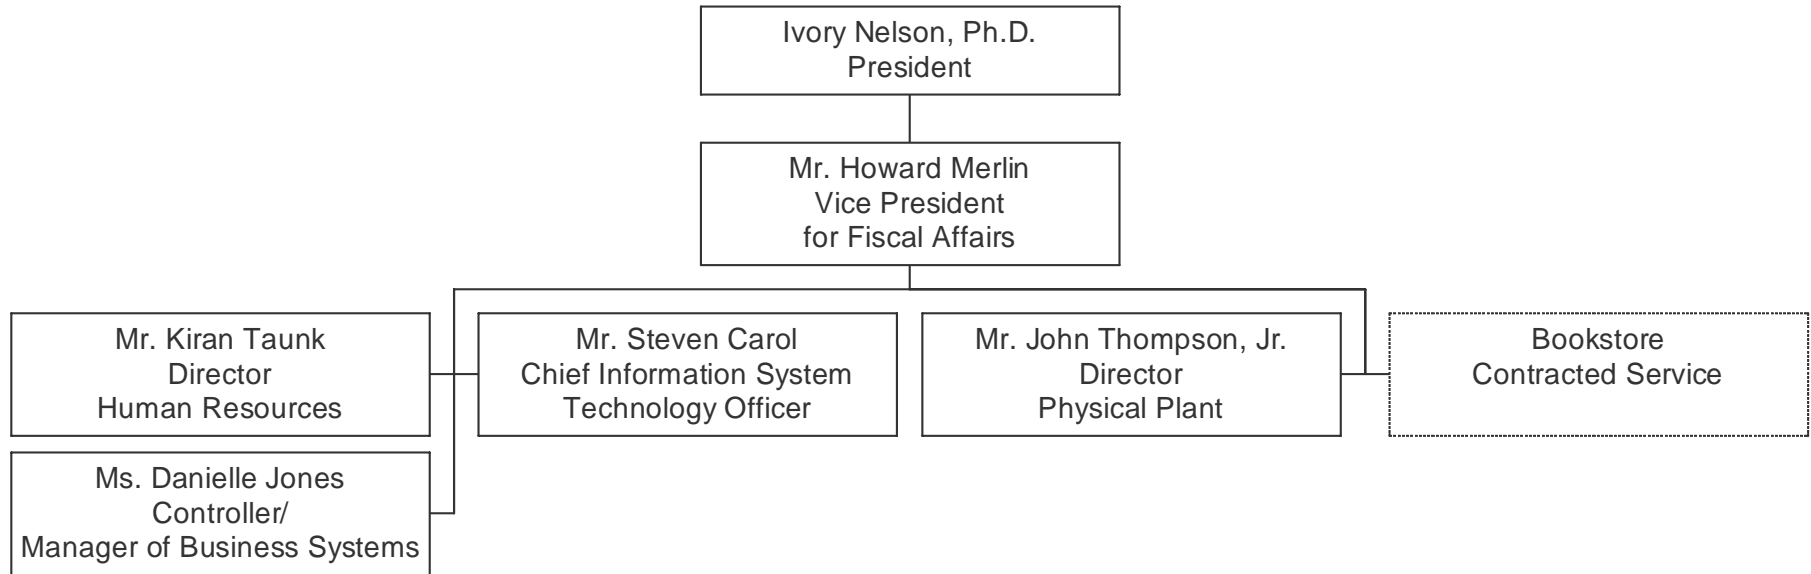 Ivory Nelson, Ph.D.
President
Mr. Howard Merlin
Vice President
for Fiscal Affairs
Mr. Kiran Taunk
Director
Human Resources
Mr. Steven Carol
Chief Information System
Technology Officer
Mr. John Thompson, Jr.
Director
Physical Plant
Bookstore
Contracted Service
Ms. Danielle Jones
Controller/
Manager of Business Systems